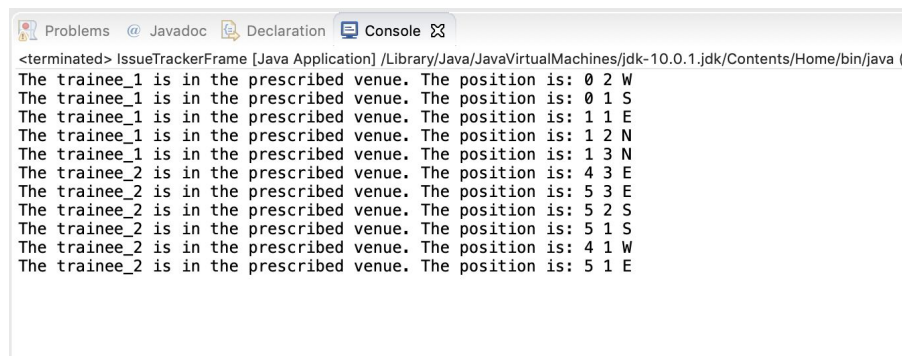 Problems @ Javadoc Declaration Console
<terminated> IssueTrackerFrame [Java Application] /Library/Java/JavaVirtualMachines/jdk-10.0.1.jdk/Contents/Home/bin/java (
The trainee_1 is in the prescribed venue. The position is: 0 2 W
The trainee_1 is in the prescribed venue. The position is: 0 1 S
The trainee_1 is in the prescribed venue. The position is: 1 1 E
The trainee_1 is in the prescribed venue. The position is: 1 2 N
The trainee_1 is in the prescribed venue. The position is: 1 3 N
The trainee_2 is in the prescribed venue. The position is: 4 3 E
The trainee_2 is in the prescribed venue. The position is: 5 3 E
The trainee_2 is in the prescribed venue. The position is: 5 2 S
The trainee_2 is in the prescribed venue. The position is: 5 1 S
The trainee_2 is in the prescribed venue. The position is: 4 1 W
The trainee_2 is in the prescribed venue. The position is: 5 1 E